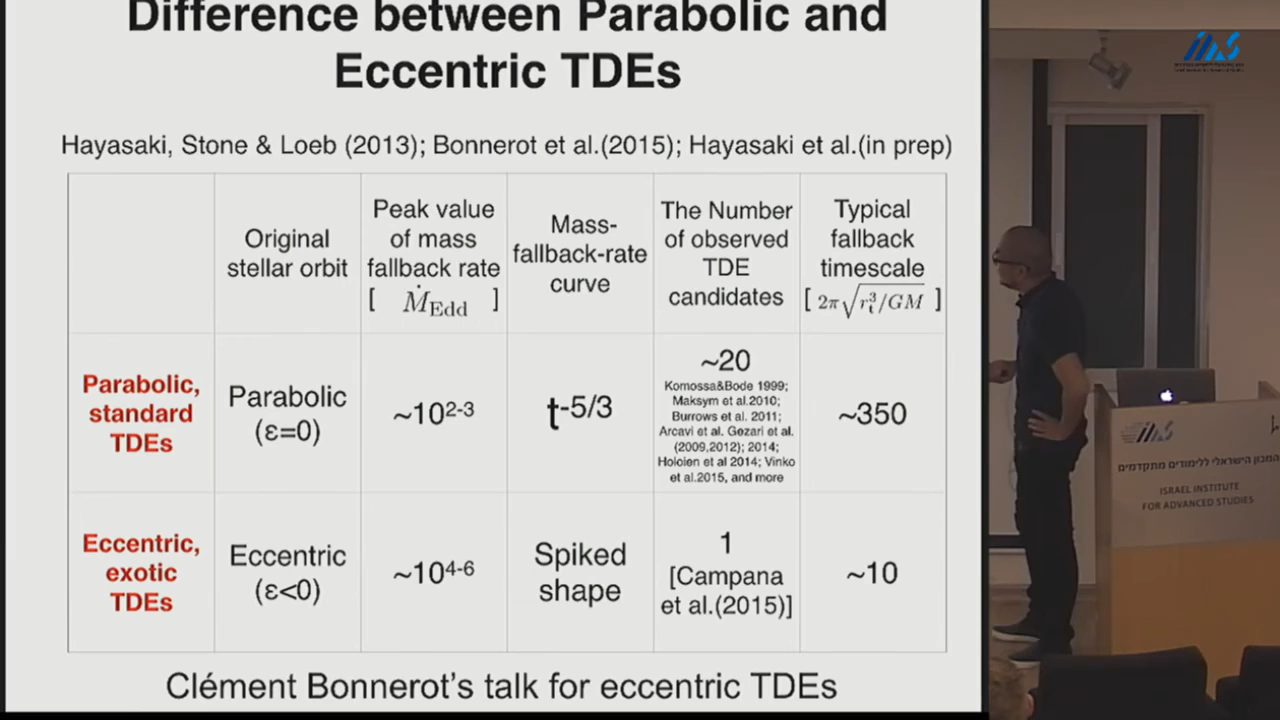 Difference between Parabolic and
Eccentric TDEs
Hayasaki, Stone & Loeb (2013); Bonnerot et al.(2015); Hayasaki et al.(in prep)
Original
stellar orbit
Peak value
of mass
fallback rate
[ Ṁ_Edd ]
Mass-
fallback-rate
curve
The Number
of observed
TDE
candidates
Typical
fallback
timescale
[ 2π√(r_t^3/GM) ]
Parabolic,
standard
TDEs
Parabolic
(ε=0)
~10^2-3
t^-5/3
~20
Komossa&Bode 1999;
Maksym et al.2010;
Burrows et al. 2011;
Arcavi et al. Gezari et al.
(2009,2012); 2014;
Holoien et al 2014; Vinko
et al.2015, and more
~350
Eccentric,
exotic
TDEs
Eccentric
(ε<0)
~10^4-6
Spiked
shape
1
[Campana
et al.(2015)]
~10
Clément Bonnerot's talk for eccentric TDEs
IIAS
IIAS
המכון הישראלי ללימודים מתקדמים
ISRAEL INSTITUTE
FOR ADVANCED STUDIES